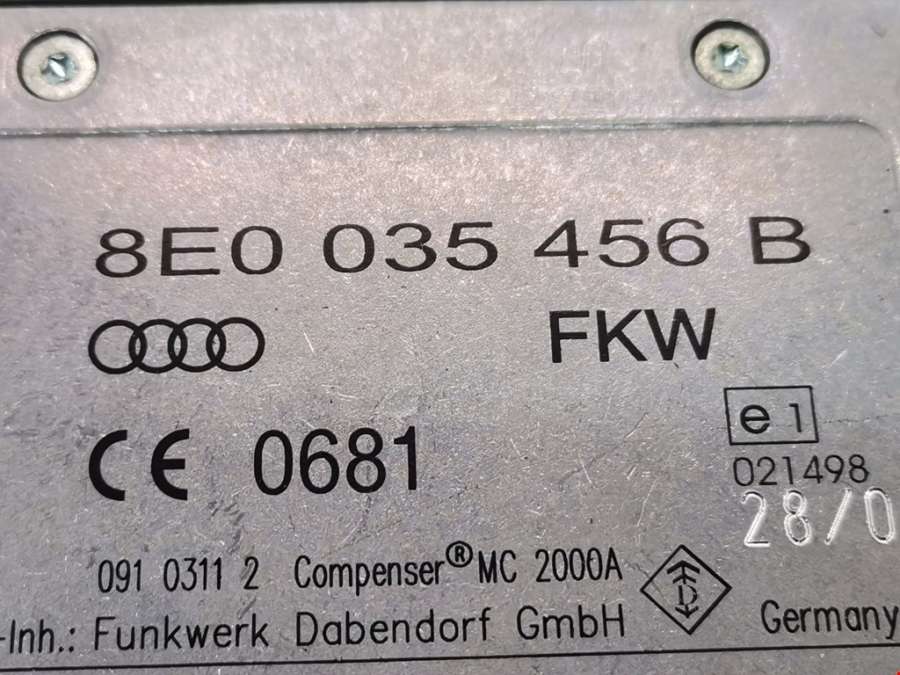 8E0 035 456 B
FKW
CE 0681
e 1
021498
28/0
091 0311 2 Compenser® MC 2000A
D
-Inh.: Funkwerk Dabendorf GmbH Germany